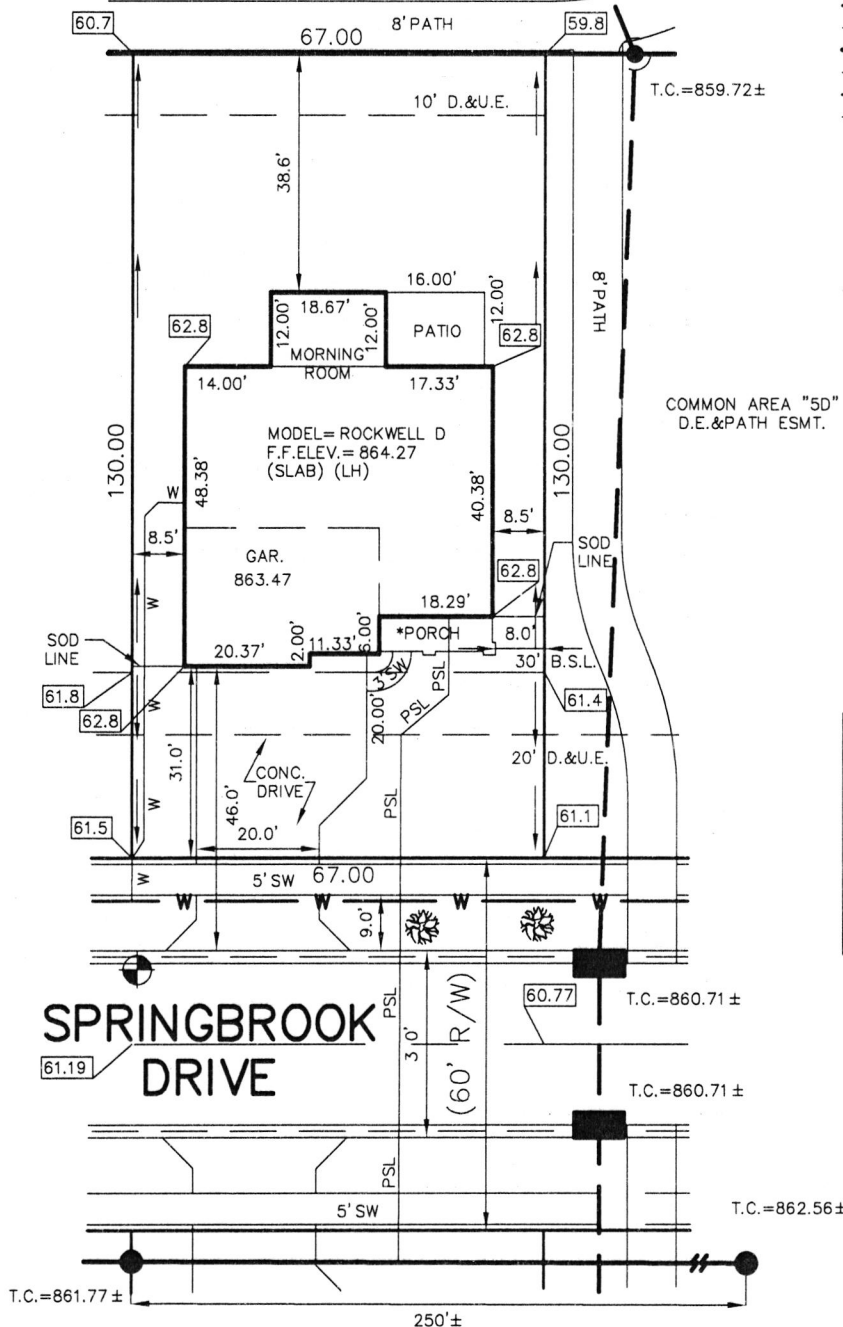 60.7
8' PATH
59.8
67.00
T.C.=859.72±
10' D.&U.E.
38.6'
16.00'
18.67'
12.00'
12.00'
12.00'
PATIO
8' PATH
62.8
62.8
MORNING
ROOM
14.00'
17.33'
COMMON AREA "5D"
D.E.&PATH ESMT.
130.00
130.00
MODEL= ROCKWELL D
F.F.ELEV.= 864.27
(SLAB) (LH)
48.38'
40.38'
W
8.5'
8.5'
SOD
LINE
GAR.
863.47
62.8
W
18.29'
SOD
LINE
2.00'
11.33'
6.00'
*PORCH
8.0'
20.37'
30' B.S.L.
3'SW
PSL
61.8
61.4
62.8
W
PSL
20.00'
31.0'
46.0'
CONC.
DRIVE
20' D.&U.E.
W
PSL
61.5
20.0'
61.1
W
5' SW
67.00
W W W W
9.0'
SPRINGBROOK
DRIVE
PSL
60.77
T.C.=860.71 ±
61.19
(60' R/W)
T.C.=860.71 ±
PSL
5' SW
T.C.=862.56±
T.C.=861.77±
250'±